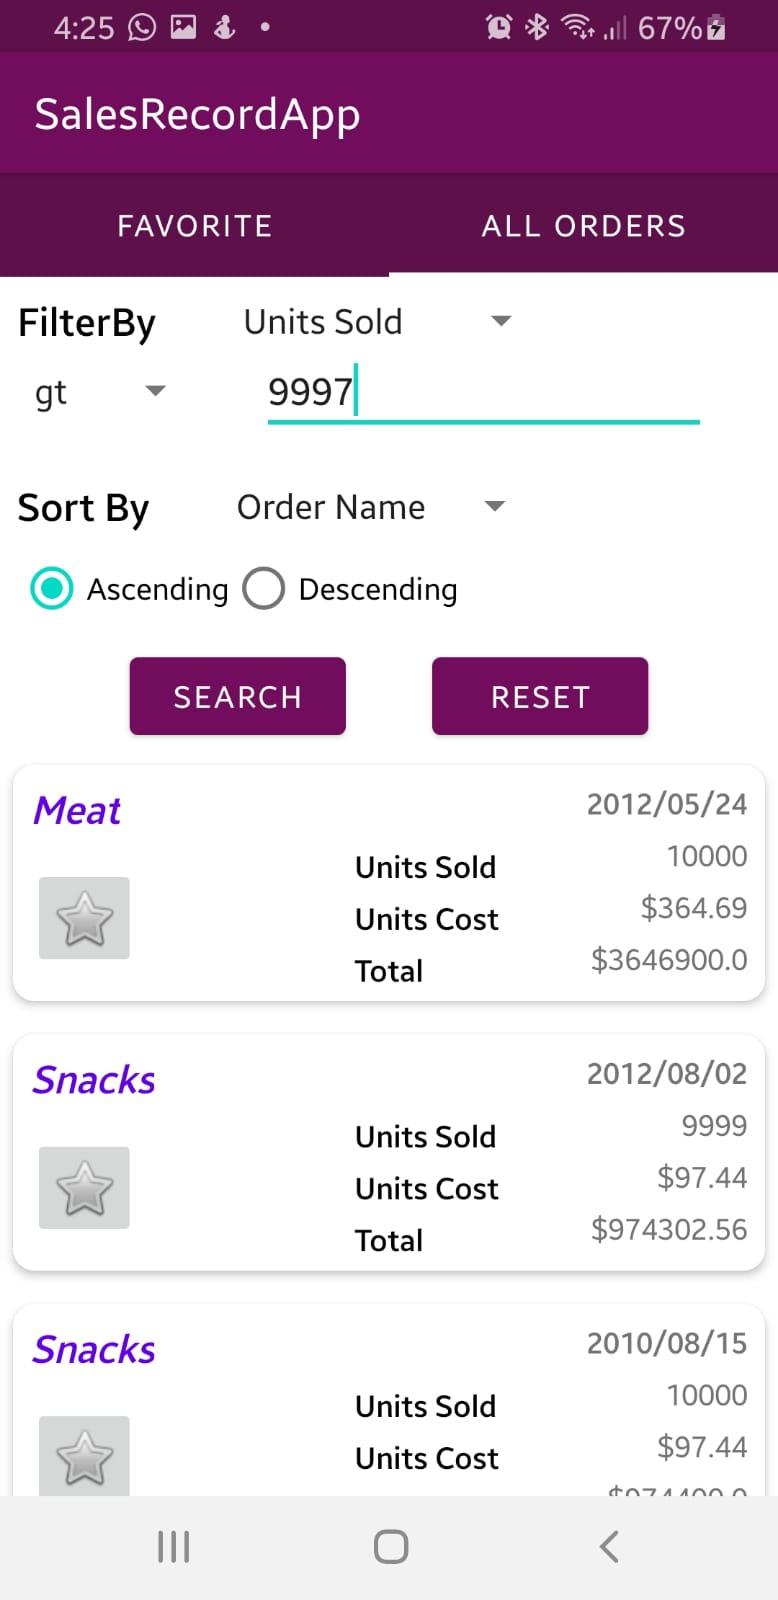 4:25 67%
SalesRecordApp
FAVORITE ALL ORDERS
FilterBy Units Sold
gt 9997
Sort By Order Name
Ascending Descending
SEARCH RESET
Meat 2012/05/24
Units Sold 10000
Units Cost $364.69
Total $3646900.0
Snacks 2012/08/02
Units Sold 9999
Units Cost $97.44
Total $974302.56
Snacks 2010/08/15
Units Sold 10000
Units Cost $97.44